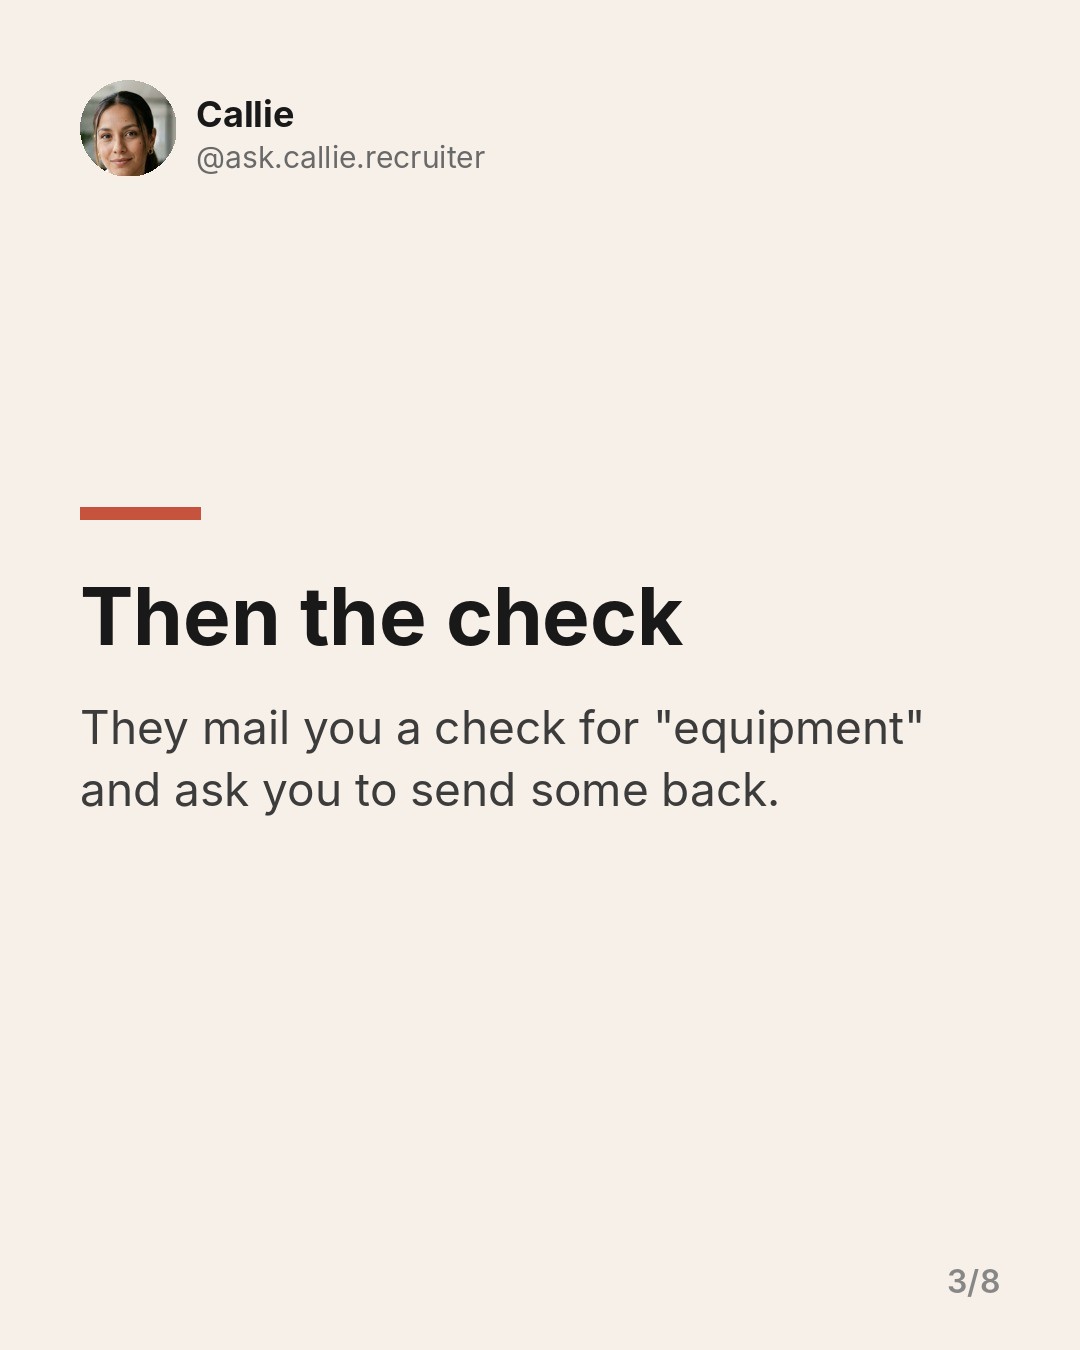 Callie
@ask.callie.recruiter
Then the check
They mail you a check for "equipment"
and ask you to send some back.
3/8